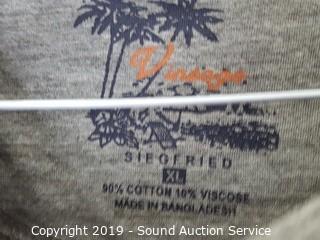 Vintage
SIEGFRIED
XL
90% COTTON 10% VISCOSE
MADE IN BANGLADESH
Copyright 2019 - Sound Auction Service